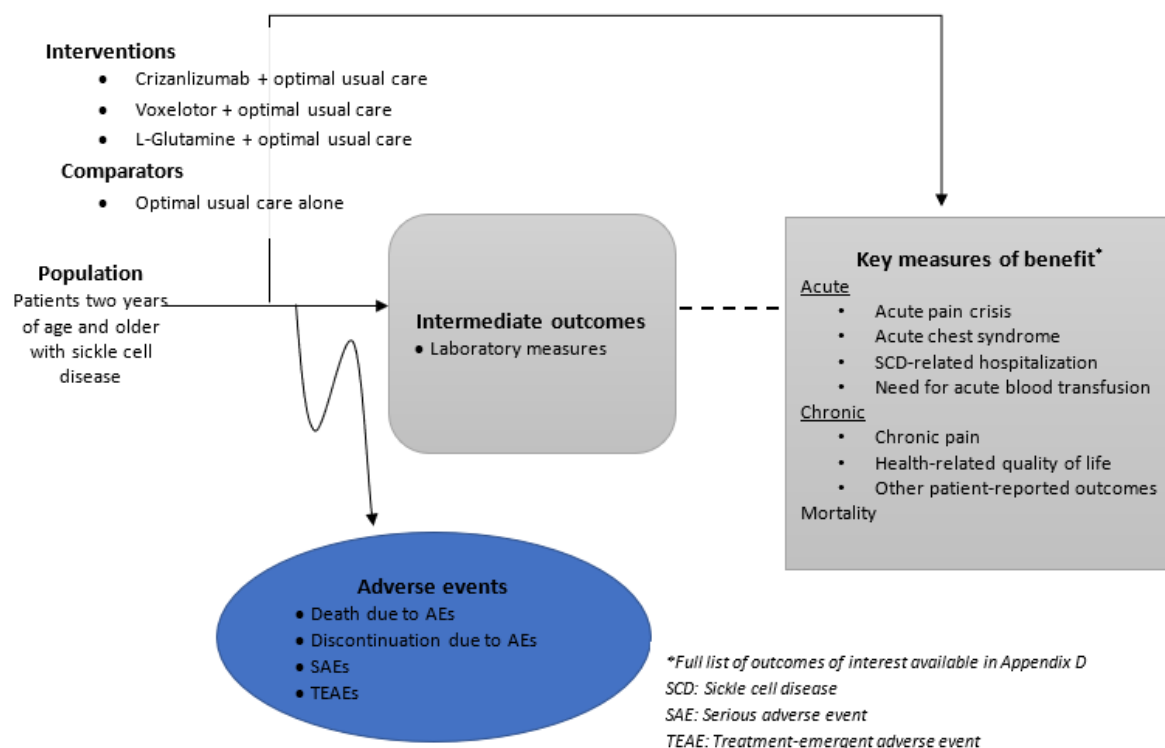 Interventions
● Crizanlizumab + optimal usual care
● Voxelotor + optimal usual care
● L-Glutamine + optimal usual care
Comparators
● Optimal usual care alone
Population
Patients two years
of age and older
with sickle cell
disease
Intermediate outcomes
● Laboratory measures
Key measures of benefit*
Acute
• Acute pain crisis
• Acute chest syndrome
• SCD-related hospitalization
• Need for acute blood transfusion
Chronic
• Chronic pain
• Health-related quality of life
• Other patient-reported outcomes
Mortality
Adverse events
● Death due to AEs
● Discontinuation due to AEs
● SAEs
● TEAEs
*Full list of outcomes of interest available in Appendix D
SCD: Sickle cell disease
SAE: Serious adverse event
TEAE: Treatment-emergent adverse event